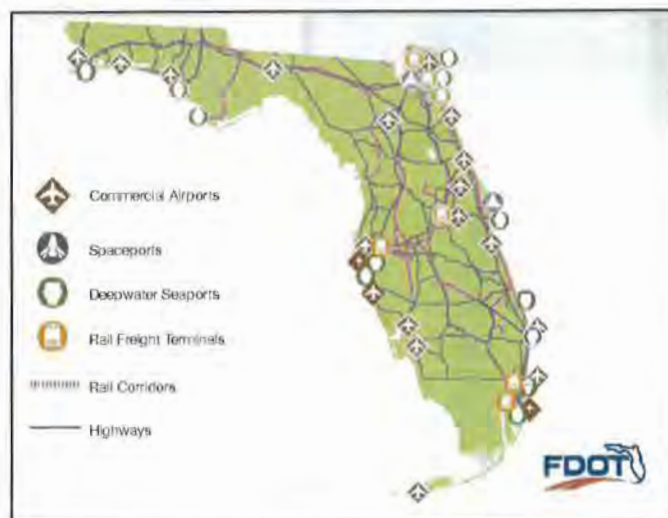 Commercial Airports
Spaceports
Deepwater Seaports
Rail Freight Terminals
Rail Corridors
Highways
FDOT